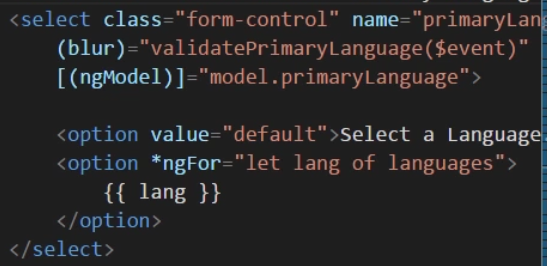 <select class="form-control" name="primaryLan
(blur)="validatePrimaryLanguage($event)"
[(ngModel)]="model.primaryLanguage">
<option value="default">Select a Language
<option *ngFor="let lang of languages">
{{ lang }}
</option>
</select>